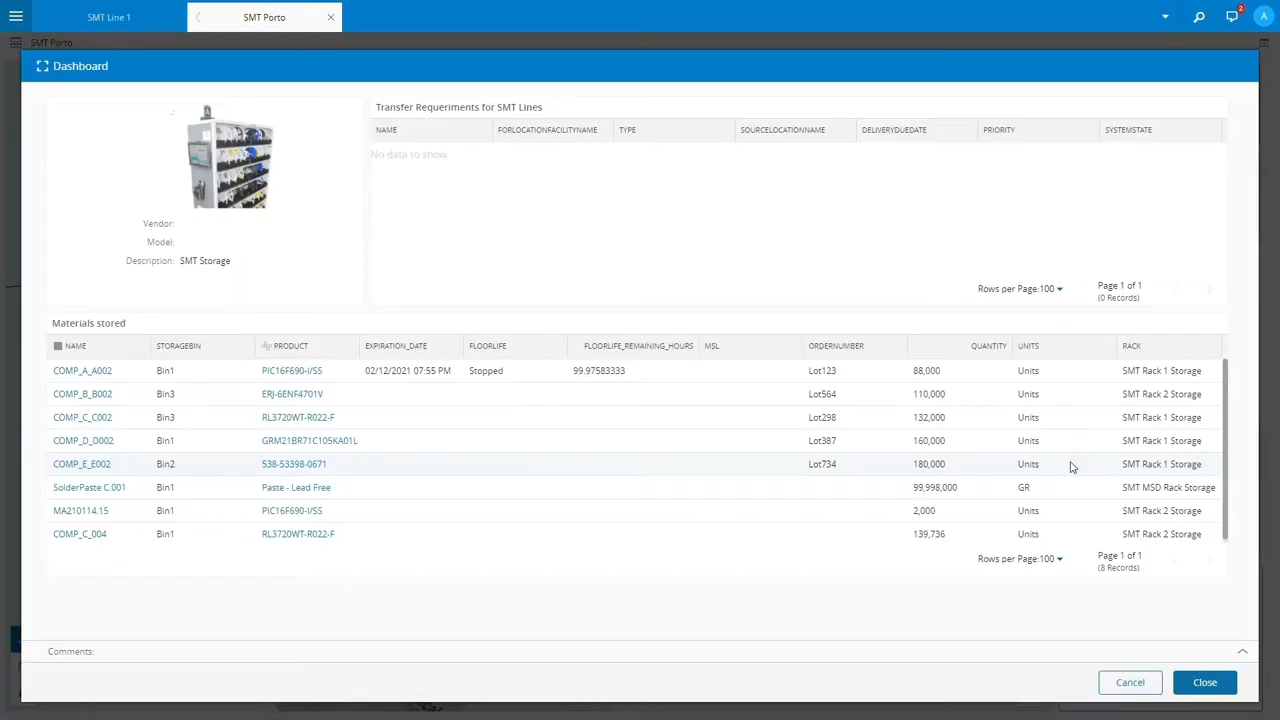 SMT Line 1
SMT Porto
2
A
SMT Porto
Dashboard
Vendor:
Model:
Description: SMT Storage
Transfer Requeriments for SMT Lines
NAME FORLOCATIONFACILITYNAME TYPE SOURCELOCATIONNAME DELIVERYDUEDATE PRIORITY SYSTEMSTATE
No data to show.
Rows per Page:100 Page 1 of 1
(0 Records)
Materials stored
NAME STORAGEBIN PRODUCT EXPIRATION_DATE FLOORLIFE FLOORLIFE_REMAINING_HOURS MSL ORDERNUMBER QUANTITY UNITS RACK
COMP_A_A002 Bin1 PIC16F690-I/SS 02/12/2021 07:55 PM Stopped 99.97583333 Lot123 88,000 Units SMT Rack 1 Storage
COMP_B_B002 Bin3 ERJ-6ENF4701V Lot564 110,000 Units SMT Rack 2 Storage
COMP_C_C002 Bin3 RL3720WT-R022-F Lot298 132,000 Units SMT Rack 1 Storage
COMP_D_D002 Bin1 GRM21BR71C105KA01L Lot387 160,000 Units SMT Rack 1 Storage
COMP_E_E002 Bin2 538-53398-0671 Lot734 180,000 Units SMT Rack 1 Storage
SolderPaste C.001 Bin1 Paste - Lead Free 99,998,000 GR SMT MSD Rack Storage
MA210114.15 Bin1 PIC16F690-I/SS 2,000 Units SMT Rack 2 Storage
COMP_C_004 Bin1 RL3720WT-R022-F 139,736 Units SMT Rack 2 Storage
Rows per Page:100 Page 1 of 1
(8 Records)
Comments:
Cancel Close